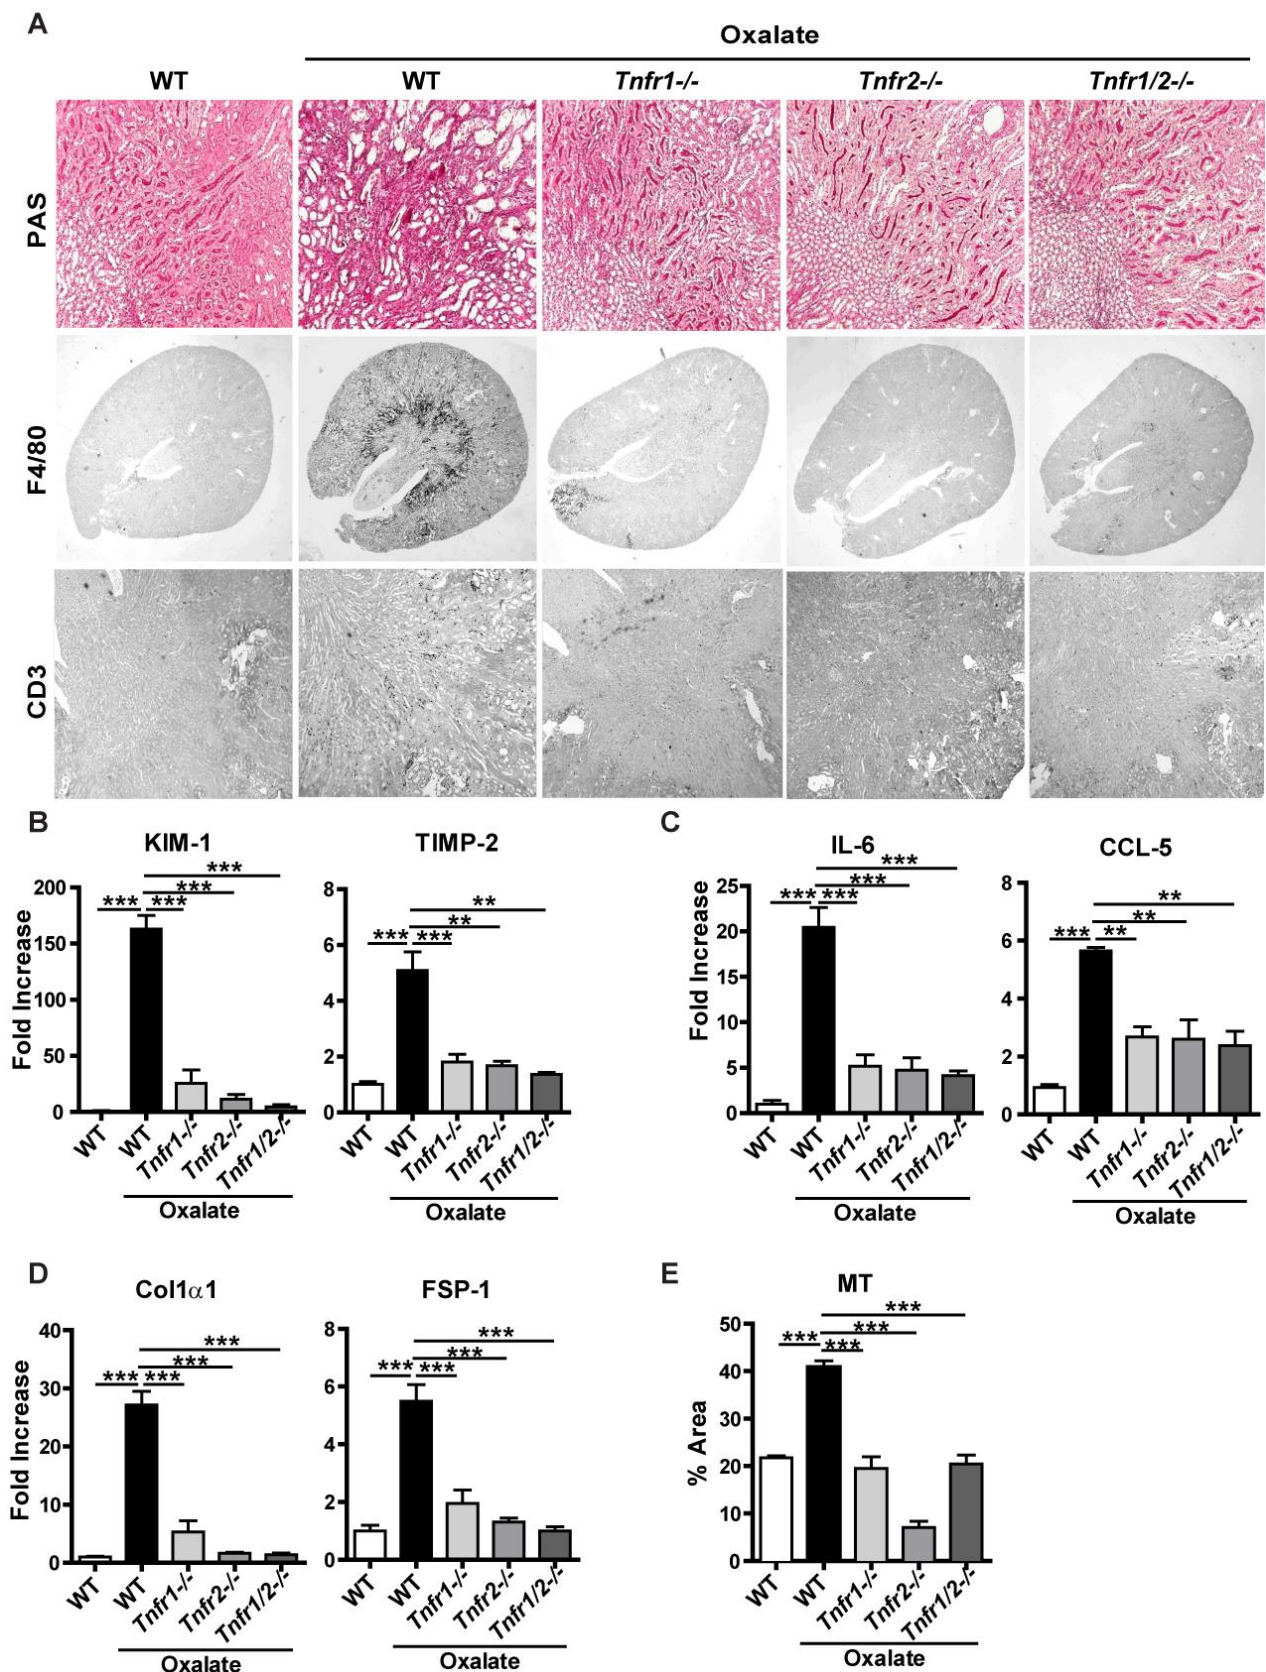 A
Oxalate
WT WT Tnfr1-/- Tnfr2-/- Tnfr1/2-/-
PAS
F4/80
CD3
B
KIM-1
Fold Increase
200
150
100
50
0
*** *** *** ***
WT WT Tnfr1-/- Tnfr2-/- Tnfr1/2-/-
Oxalate
TIMP-2
8
6
4
2
0
*** *** ** **
WT WT Tnfr1-/- Tnfr2-/- Tnfr1/2-/-
Oxalate
C
IL-6
Fold Increase
25
20
15
10
5
0
*** *** *** ***
WT WT Tnfr1-/- Tnfr2-/- Tnfr1/2-/-
Oxalate
CCL-5
8
6
4
2
0
*** ** ** **
WT WT Tnfr1-/- Tnfr2-/- Tnfr1/2-/-
Oxalate
D
Col1α1
Fold Increase
40
30
20
10
0
*** *** *** ***
WT WT Tnfr1-/- Tnfr2-/- Tnfr1/2-/-
Oxalate
FSP-1
8
6
4
2
0
*** *** *** ***
WT WT Tnfr1-/- Tnfr2-/- Tnfr1/2-/-
Oxalate
E
MT
% Area
50
40
30
20
10
0
*** *** *** ***
WT WT Tnfr1-/- Tnfr2-/- Tnfr1/2-/-
Oxalate